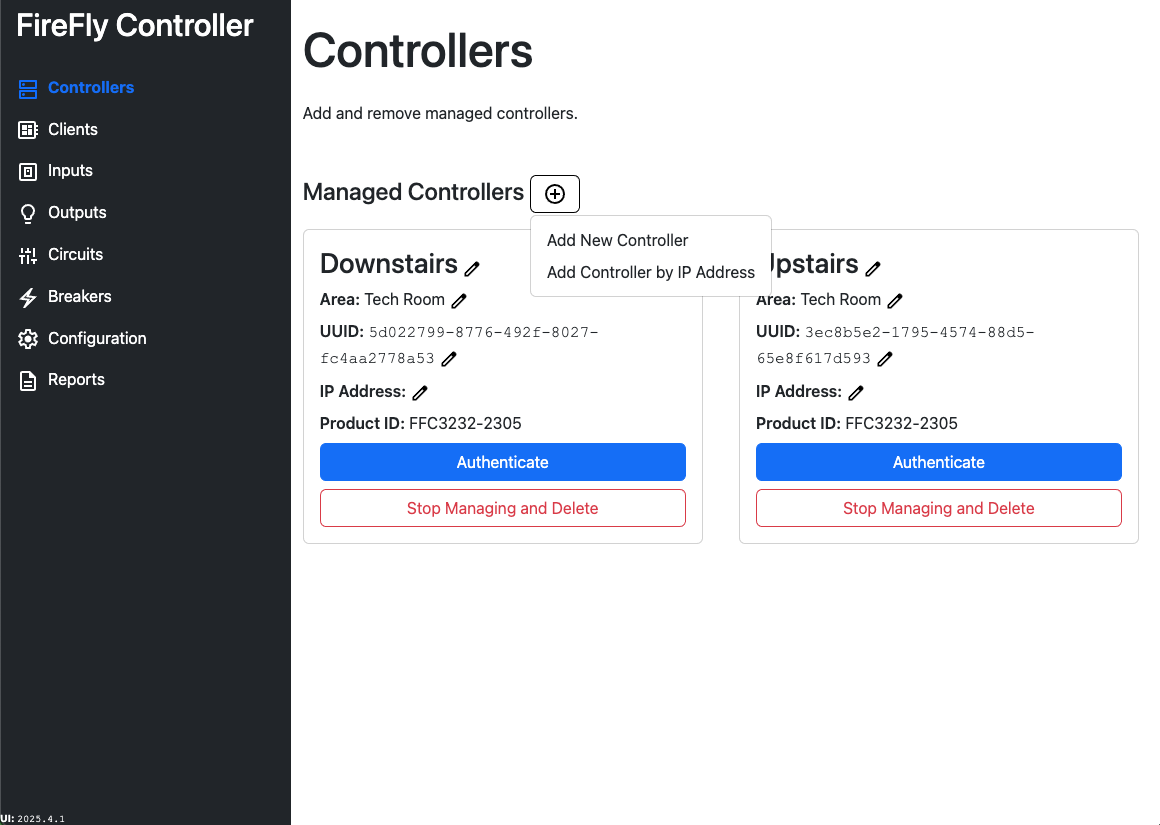 FireFly Controller
Controllers
Clients
Inputs
Outputs
Circuits
Breakers
Configuration
Reports
UI: 2025.4.1
Controllers
Add and remove managed controllers.
Managed Controllers
Add New Controller
Add Controller by IP Address
Downstairs
Area: Tech Room
UUID: 5d022799-8776-492f-8027-
fc4aa2778a53
IP Address:
Product ID: FFC3232-2305
Authenticate
Stop Managing and Delete
Upstairs
Area: Tech Room
UUID: 3ec8b5e2-1795-4574-88d5-
65e8f617d593
IP Address:
Product ID: FFC3232-2305
Authenticate
Stop Managing and Delete